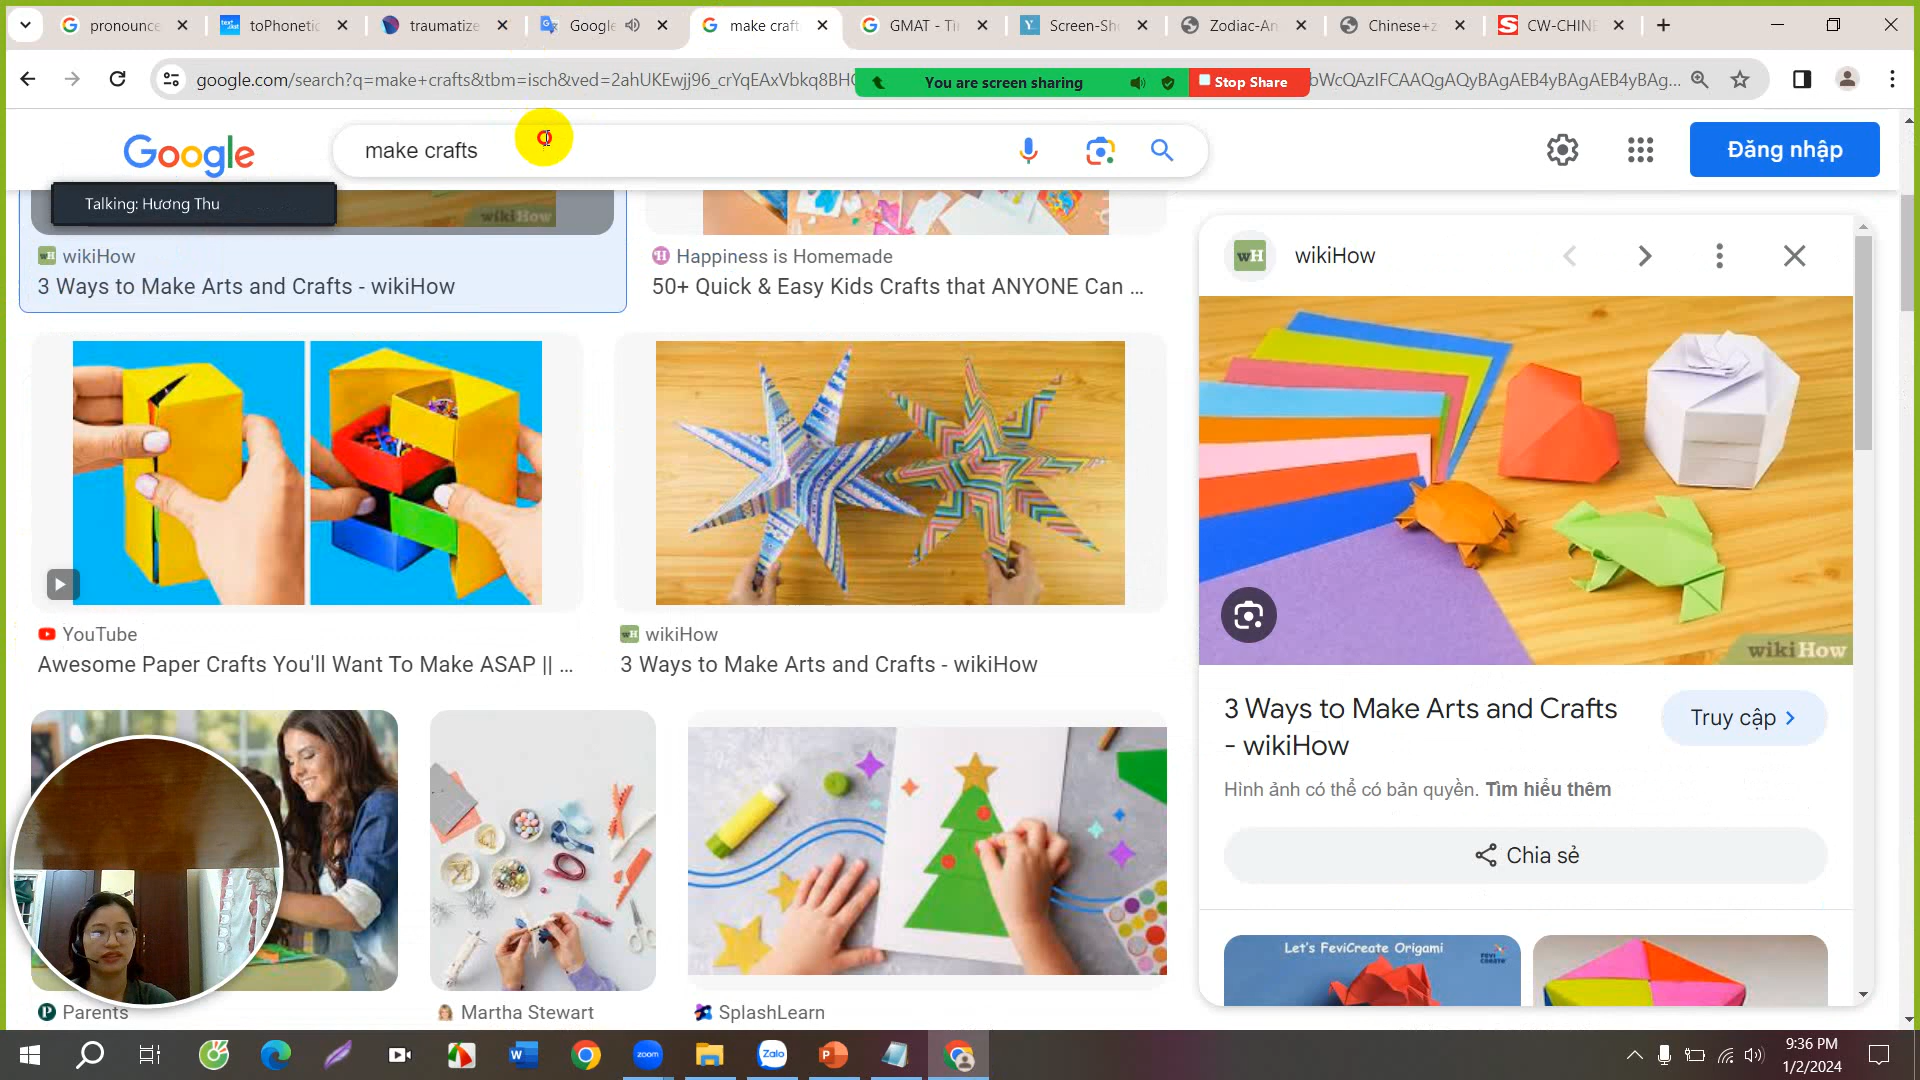 pronounce
toPhonetic
traumatize
Google
make craft
GMAT - Ti
Screen-Sh
Zodiac-An
Chinese+z
CW-CHINE
google.com/search?q=make+crafts&tbm=isch&ved=2ahUKEwjj96_crYqEAxVbkq8BH
You are screen sharing
Stop Share
bWcQAzIFCAAQgAQyBAgAEB4yBAgAEB4yBAg...
Google
make crafts
Đăng nhập
Talking: Hương Thu
wikiHow
wikiHow
3 Ways to Make Arts and Crafts - wikiHow
Happiness is Homemade
50+ Quick & Easy Kids Crafts that ANYONE Can ...
wikiHow
YouTube
Awesome Paper Crafts You'll Want To Make ASAP || ...
wikiHow
3 Ways to Make Arts and Crafts - wikiHow
wikiHow
3 Ways to Make Arts and Crafts
- wikiHow
Truy cập
Hình ảnh có thể có bản quyền. Tìm hiểu thêm
Chia sẻ
Let's FeviCreate Origami
Parents
Martha Stewart
SplashLearn
zoom
Zalo
9:36 PM
1/2/2024